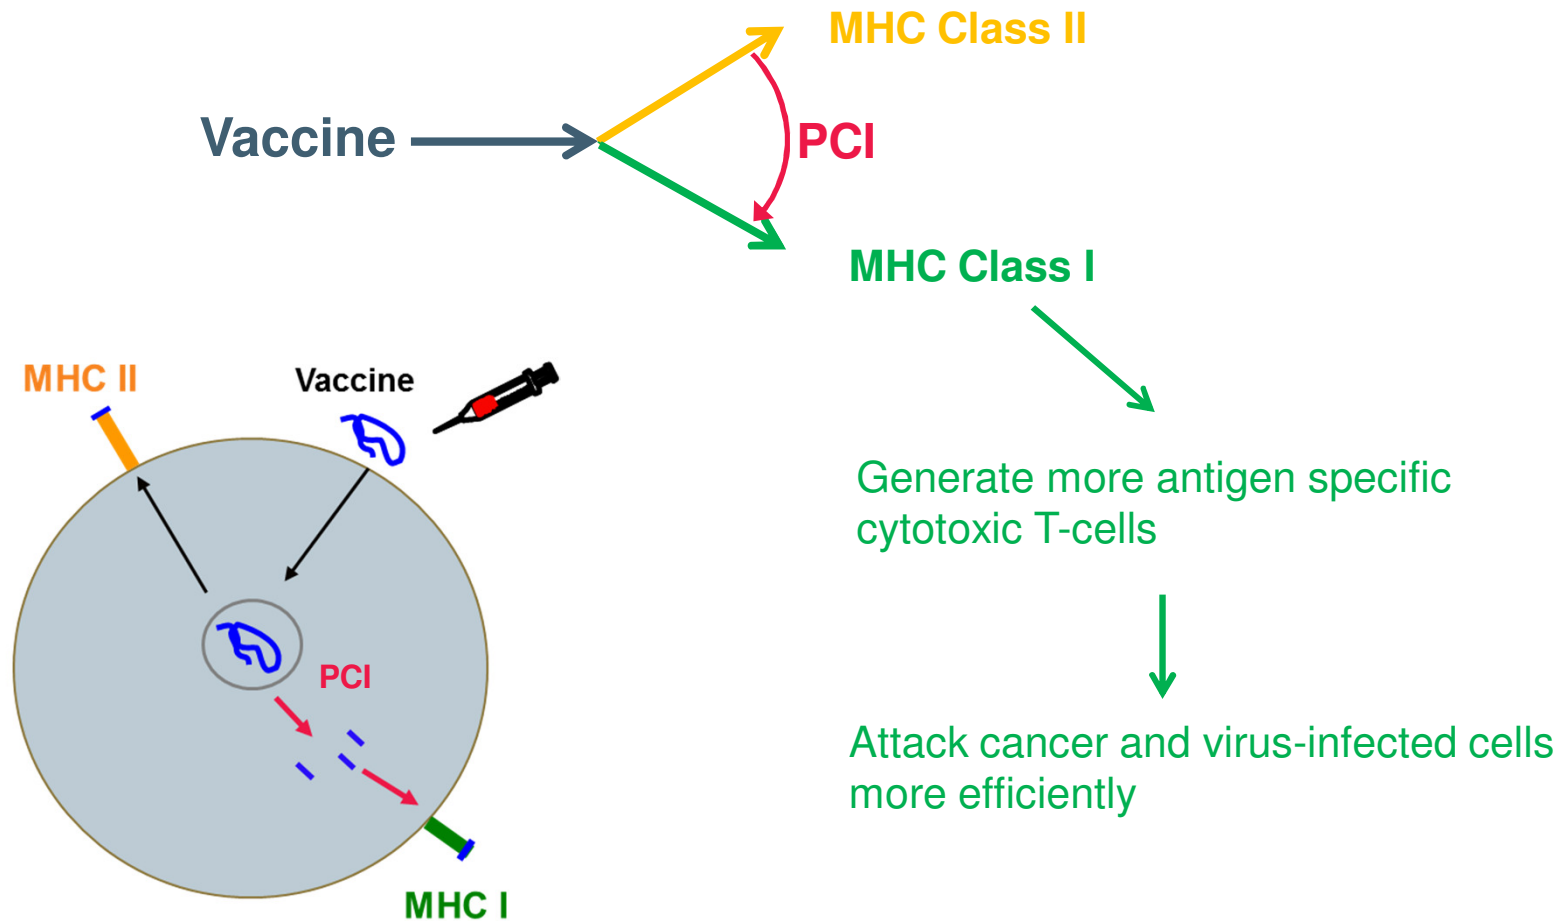 MHC Class II
Vaccine
PCI
MHC Class I
MHC II
Vaccine
Generate more antigen specific
cytotoxic T-cells
PCI
Attack cancer and virus-infected cells
more efficiently
MHC I